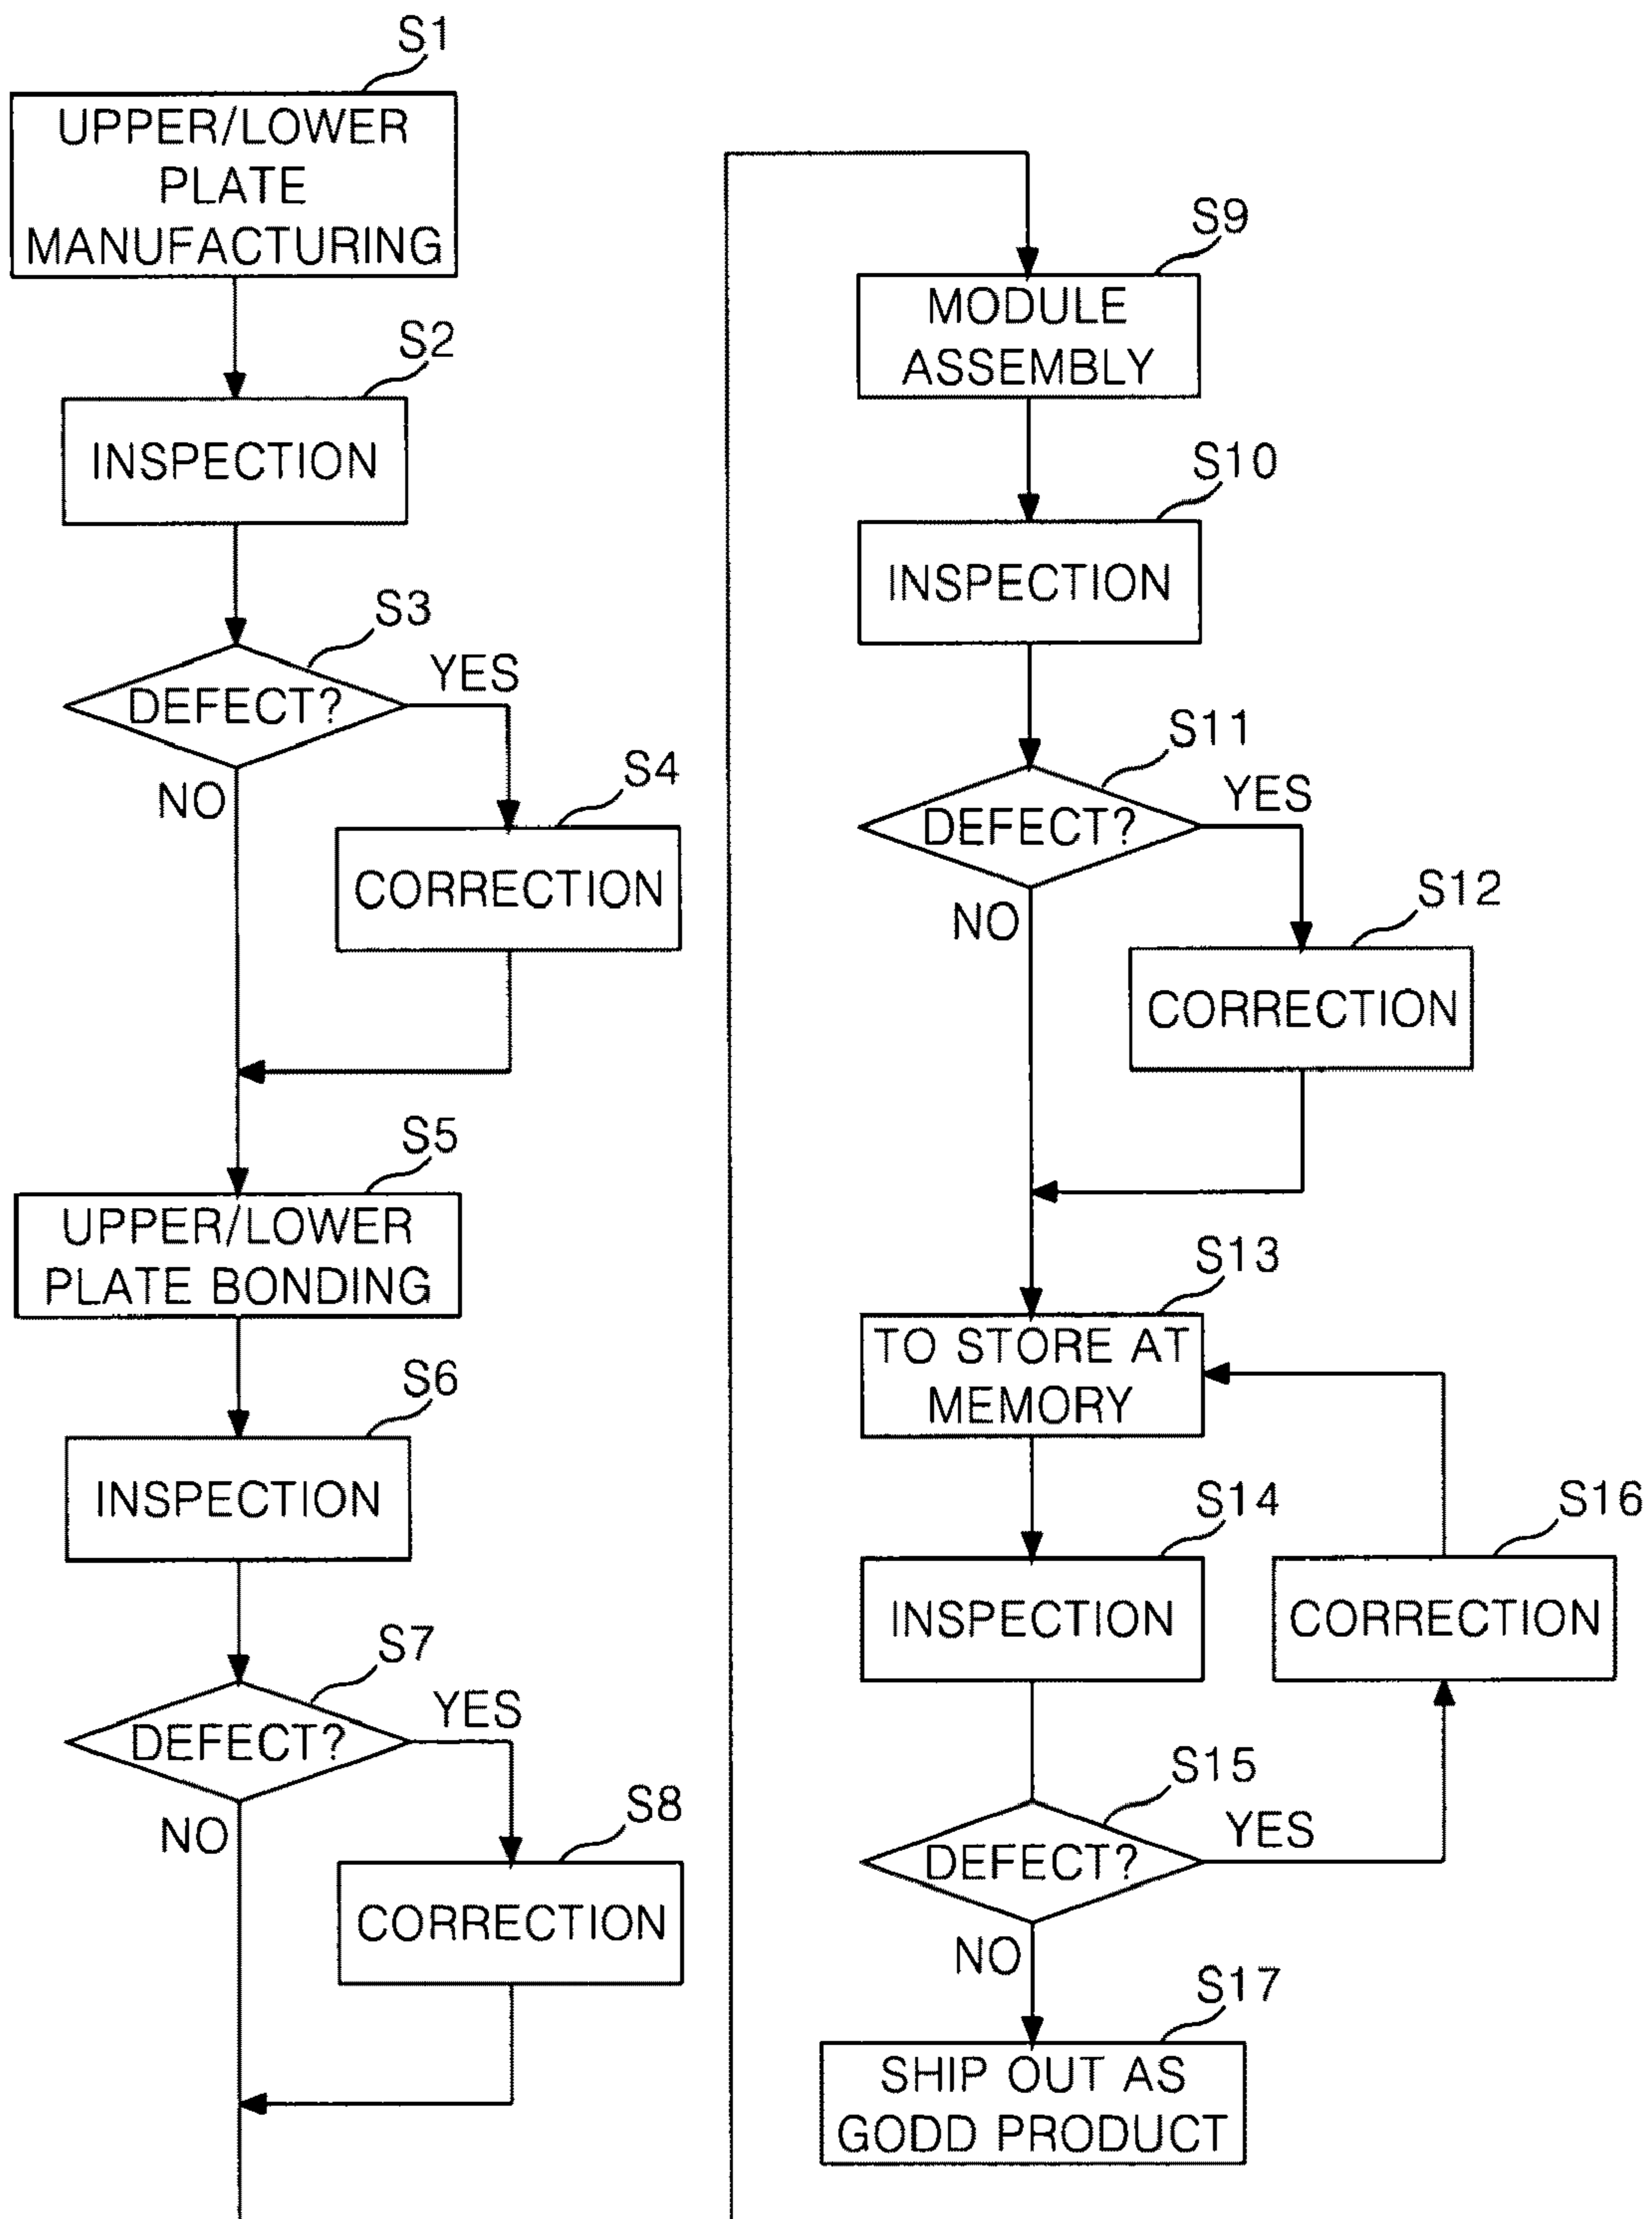 S1
UPPER/LOWER
PLATE
MANUFACTURING
S2
INSPECTION
S3
DEFECT?
YES
NO
S4
CORRECTION
S5
UPPER/LOWER
PLATE BONDING
S6
INSPECTION
S7
DEFECT?
YES
NO
S8
CORRECTION
S9
MODULE
ASSEMBLY
S10
INSPECTION
S11
DEFECT?
YES
NO
S12
CORRECTION
S13
TO STORE AT
MEMORY
S14
INSPECTION
S16
CORRECTION
S15
DEFECT?
YES
NO
S17
SHIP OUT AS
GODD PRODUCT